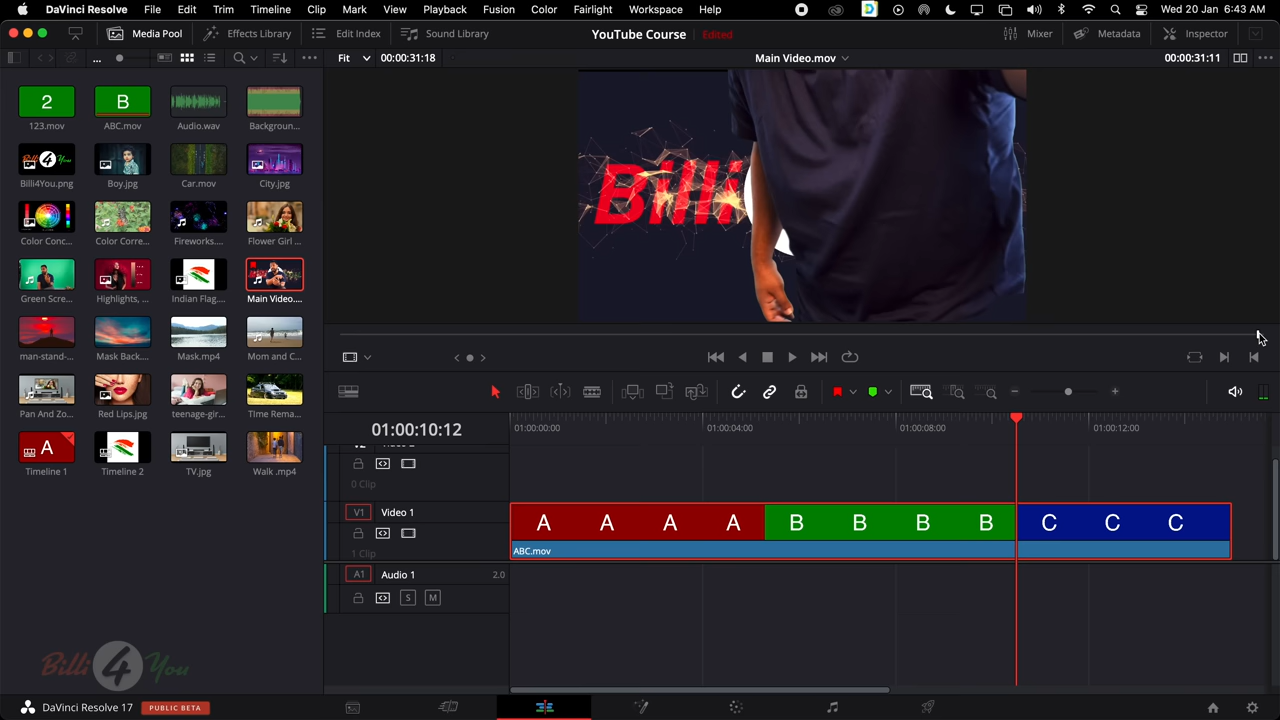 DaVinci Resolve File Edit Trim Timeline Clip Mark View Playback Fusion Color Fairlight Workspace Help Wed 20 Jan 6:43 AM
Media Pool Effects Library Edit Index Sound Library YouTube Course Edited Mixer Metadata Inspector
... Fit 00:00:31:18 Main Video.mov 00:00:31:11
2 B
123.mov ABC.mov Audio.wav Backgroun...
Billi 4 You
Billi4You.png Boy.jpg Car.mov City.jpg
Color Conc... Color Corre... Fireworks.... Flower Girl ...
Green Scre... Highlights, ... Indian Flag.... Main Video....
man-stand-... Mask Back.... Mask.mp4 Mom and C...
Pan And Zo... Red Lips.jpg teenage-gir... TIme Rema...
A
Timeline 1 Timeline 2 TV.jpg Walk .mp4
Billi
01:00:10:12
01:00:00:00 01:00:04:00 01:00:08:00 01:00:12:00
0 Clip
V1 Video 1
A A A A B B B B C C C
1 Clip
ABC.mov
A1 Audio 1 2.0
S M
Billi 4 You
DaVinci Resolve 17 PUBLIC BETA